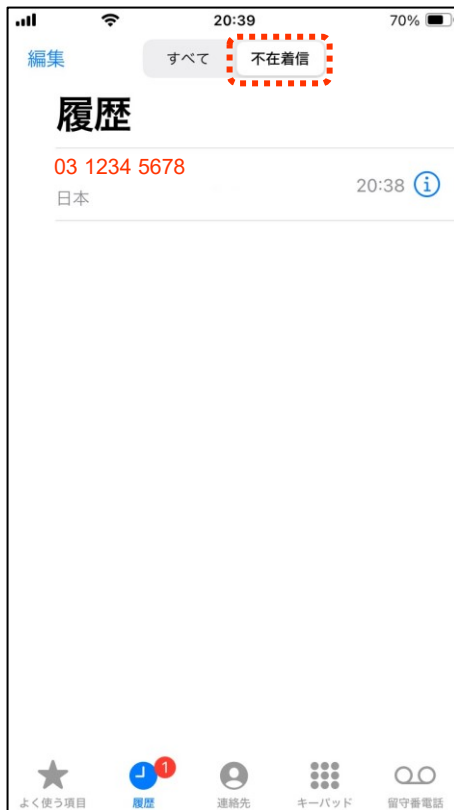 20:39 70%
編集 すべて 不在着信
履歴
03 1234 5678
日本 20:38
1
よく使う項目 履歴 連絡先 キーパッド 留守番電話